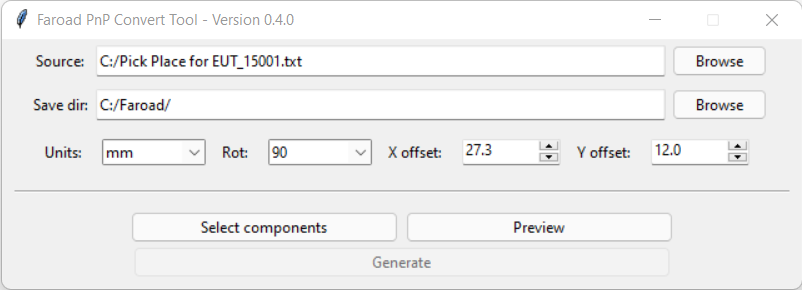 Faroad PnP Convert Tool - Version 0.4.0
Source: C:/Pick Place for EUT_15001.txt Browse
Save dir: C:/Faroad/ Browse
Units: mm Rot: 90 X offset: 27.3 Y offset: 12.0
Select components Preview
Generate